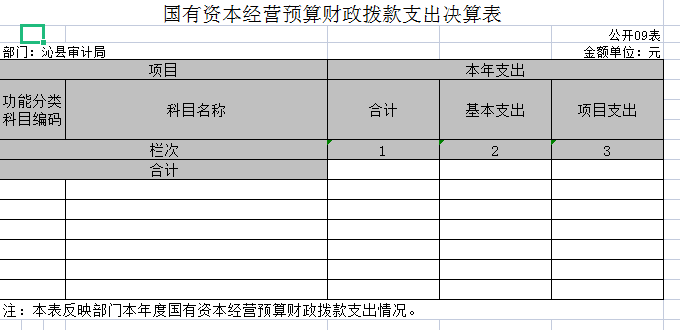 国有资本经营预算财政拨款支出决算表
公开09表
部门：沁县审计局 金额单位：元
项目 本年支出
功能分类科目编码 科目名称 合计 基本支出 项目支出
栏次 1 2 3
合计
注：本表反映部门本年度国有资本经营预算财政拨款支出情况。